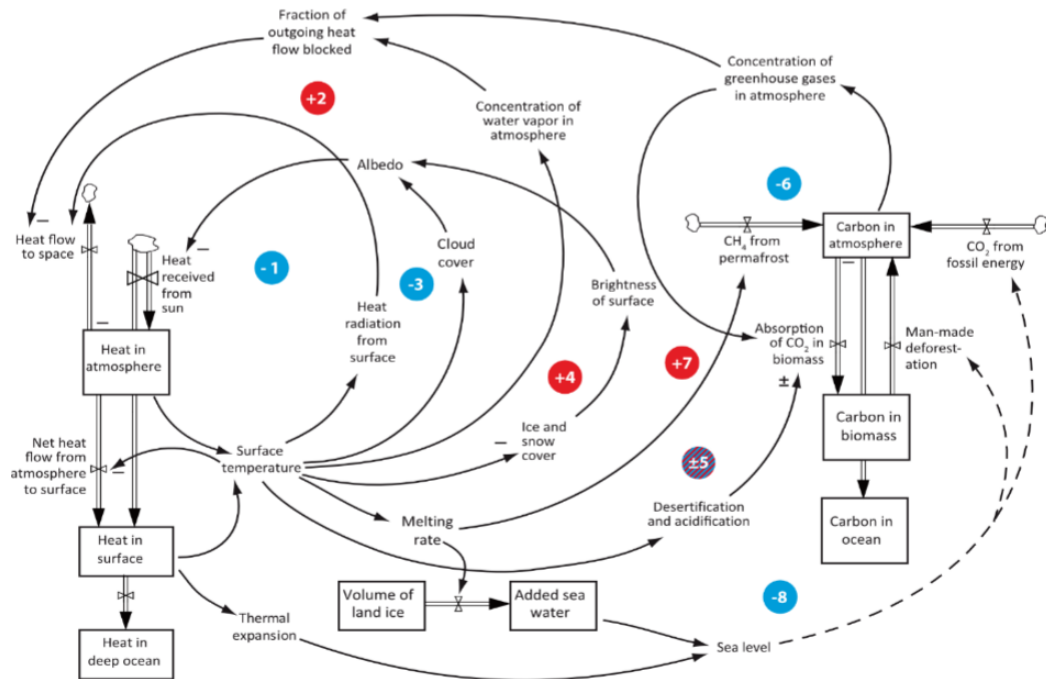 Fraction of
outgoing heat
flow blocked
Concentration of
greenhouse gases
in atmosphere
+2
Concentration of
water vapor in
atmosphere
Albedo
-6
–
Heat flow
to space
–
Heat
received
from
sun
-1
-3
Cloud
cover
Brightness
of surface
CH₄ from
permafrost
Carbon in
atmosphere
–
CO₂ from
fossil energy
–
Heat in
atmosphere
Heat
radiation
from
surface
+4
+7
Absorption
of CO₂ in
biomass
±
Man-made
deforest-
ation
Net heat
flow from
atmosphere
to surface
–
Surface
temperature
–
Ice and
snow
cover
±5
Carbon in
biomass
Heat in
surface
Melting
rate
Desertification
and acidification
Carbon in
ocean
Volume of
land ice
Added sea
water
-8
Heat in
deep ocean
Thermal
expansion
Sea level